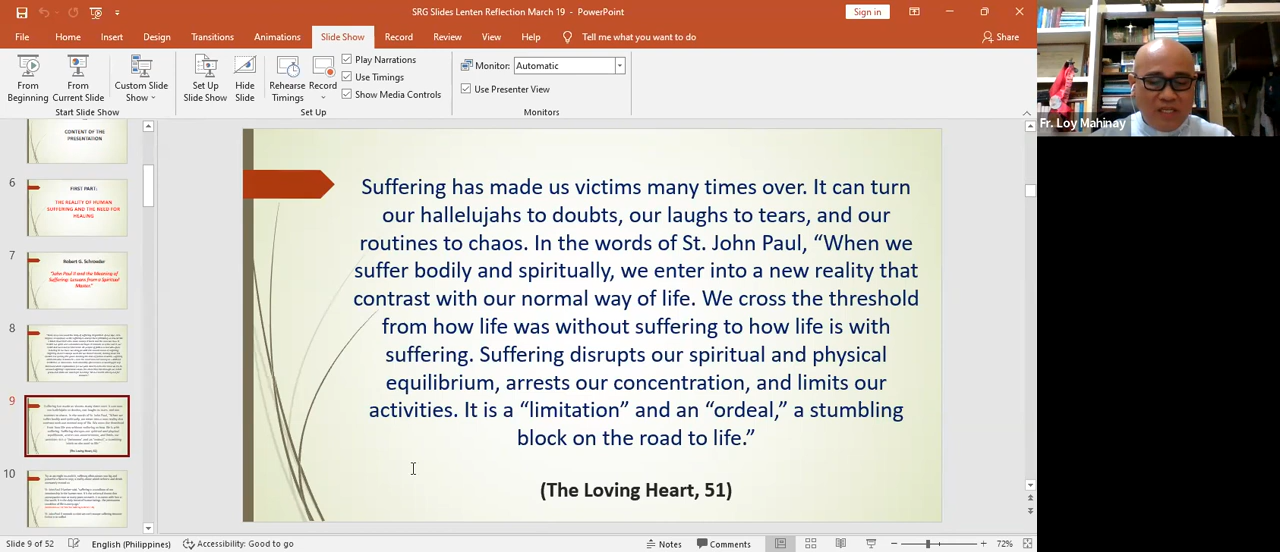 SRG Slides Lenten Reflection March 19 - PowerPoint
Sign in
File Home Insert Design Transitions Animations Slide Show Record Review View Help Tell me what you want to do Share
From Beginning
From Current Slide
Custom Slide Show
Start Slide Show
Set Up Slide Show
Hide Slide
Rehearse Timings
Record
Play Narrations
Use Timings
Show Media Controls
Set Up
Monitor: Automatic
Use Presenter View
Monitors
Fr. Loy Mahinay
CONTENT OF THE
PRESENTATION
6
FIRST PART:
THE REALITY OF HUMAN
SUFFERING AND THE NEED FOR
HEALING
7
Robert G. Schroeder
"John Paul II and the Meaning of
Suffering: Lessons from a Spiritual
Master."
8
9
10
Suffering has made us victims many times over. It can turn
our hallelujahs to doubts, our laughs to tears, and our
routines to chaos. In the words of St. John Paul, “When we
suffer bodily and spiritually, we enter into a new reality that
contrast with our normal way of life. We cross the threshold
from how life was without suffering to how life is with
suffering. Suffering disrupts our spiritual and physical
equilibrium, arrests our concentration, and limits our
activities. It is a “limitation” and an “ordeal,” a stumbling
block on the road to life.”
(The Loving Heart, 51)
Slide 9 of 52 English (Philippines) Accessibility: Good to go Notes Comments 72%